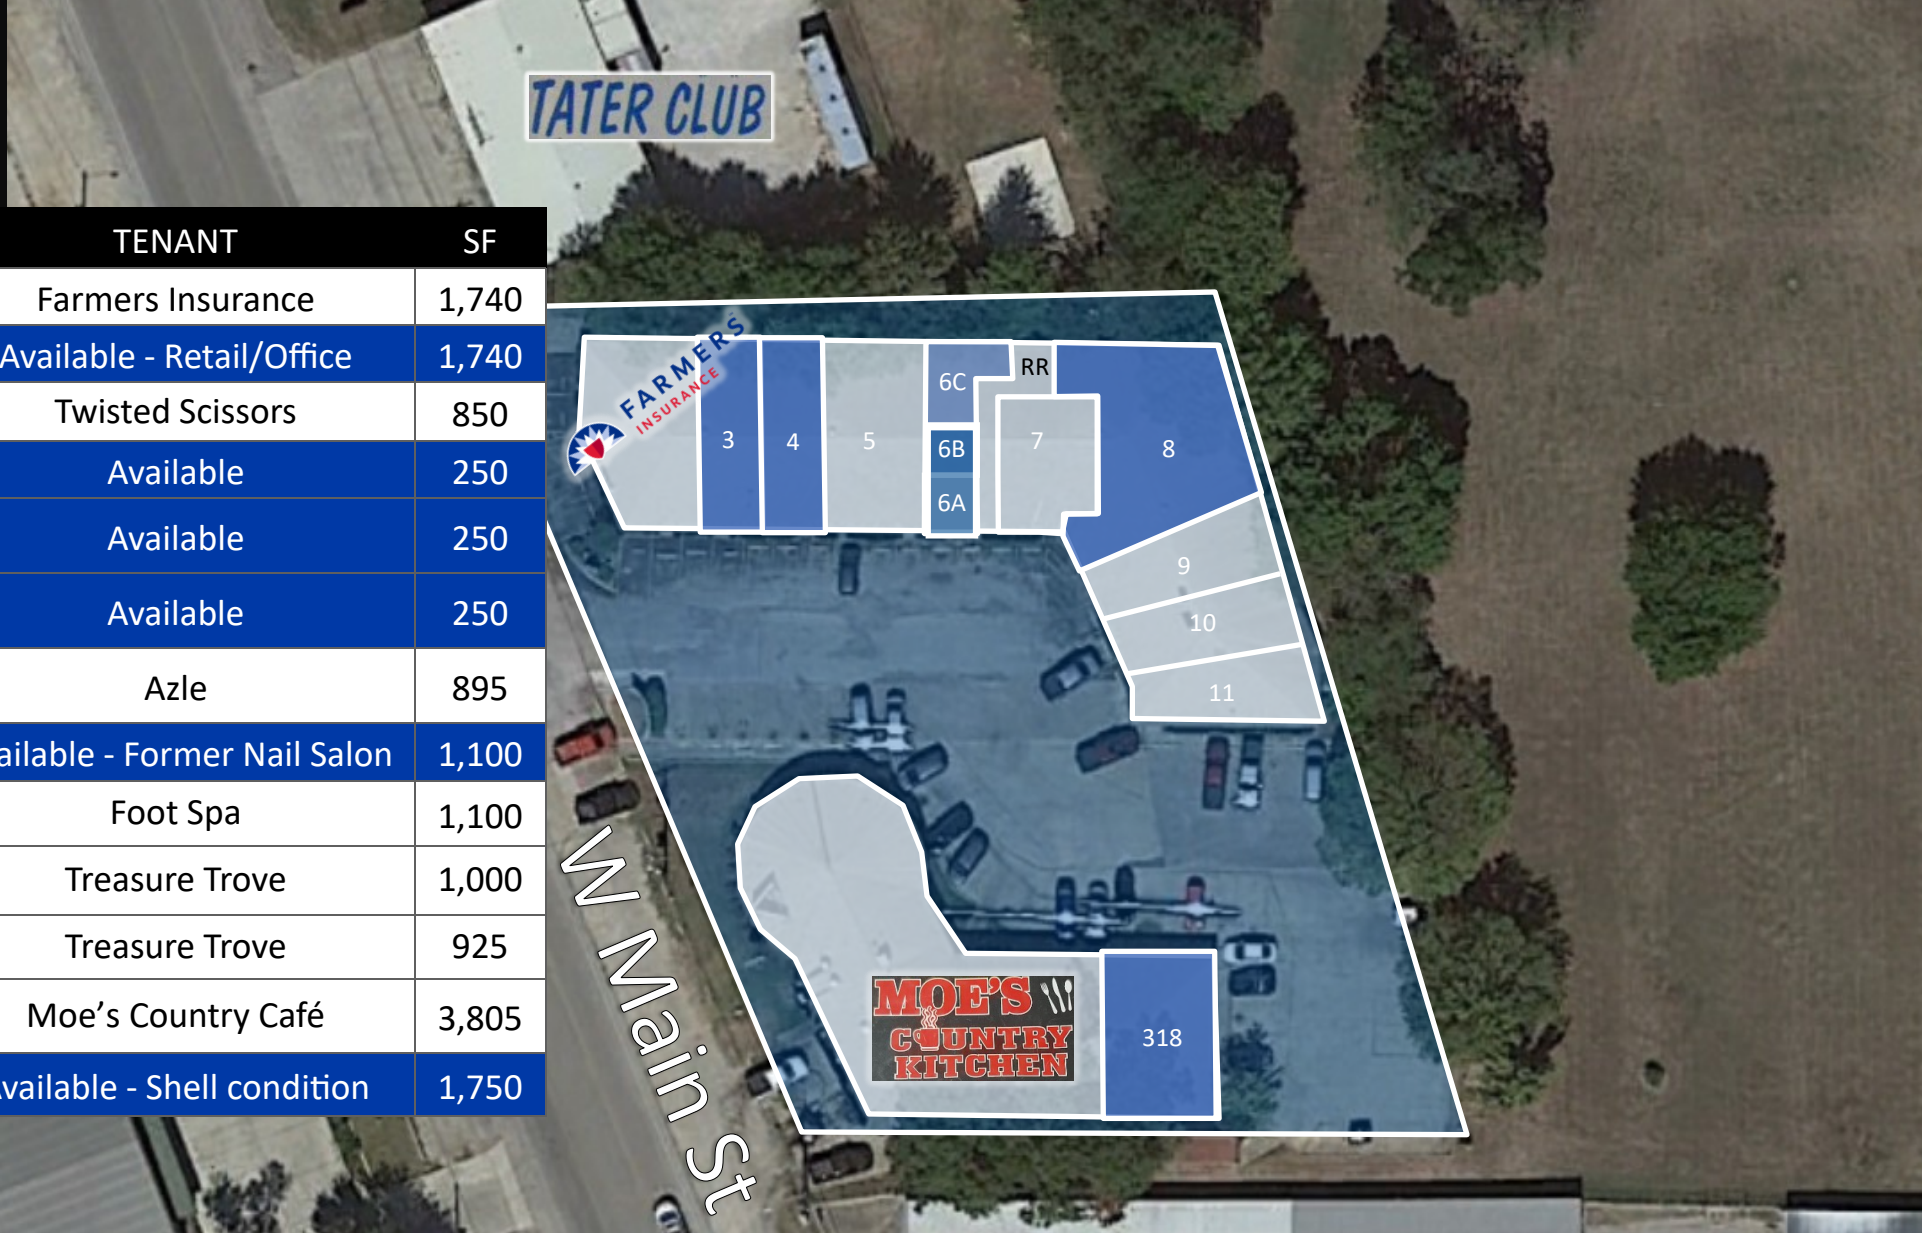 TATER CLUB
TENANT SF
Farmers Insurance 1,740
Available - Retail/Office 1,740
Twisted Scissors 850
Available 250
Available 250
Available 250
Azle 895
ailable - Former Nail Salon 1,100
Foot Spa 1,100
Treasure Trove 1,000
Treasure Trove 925
Moe's Country Café 3,805
vailable - Shell condition 1,750
FARMERS
INSURANCE
3
4
5
6C
6B
6A
RR
7
8
9
10
11
MOE'S
COUNTRY
KITCHEN
318
W Main St